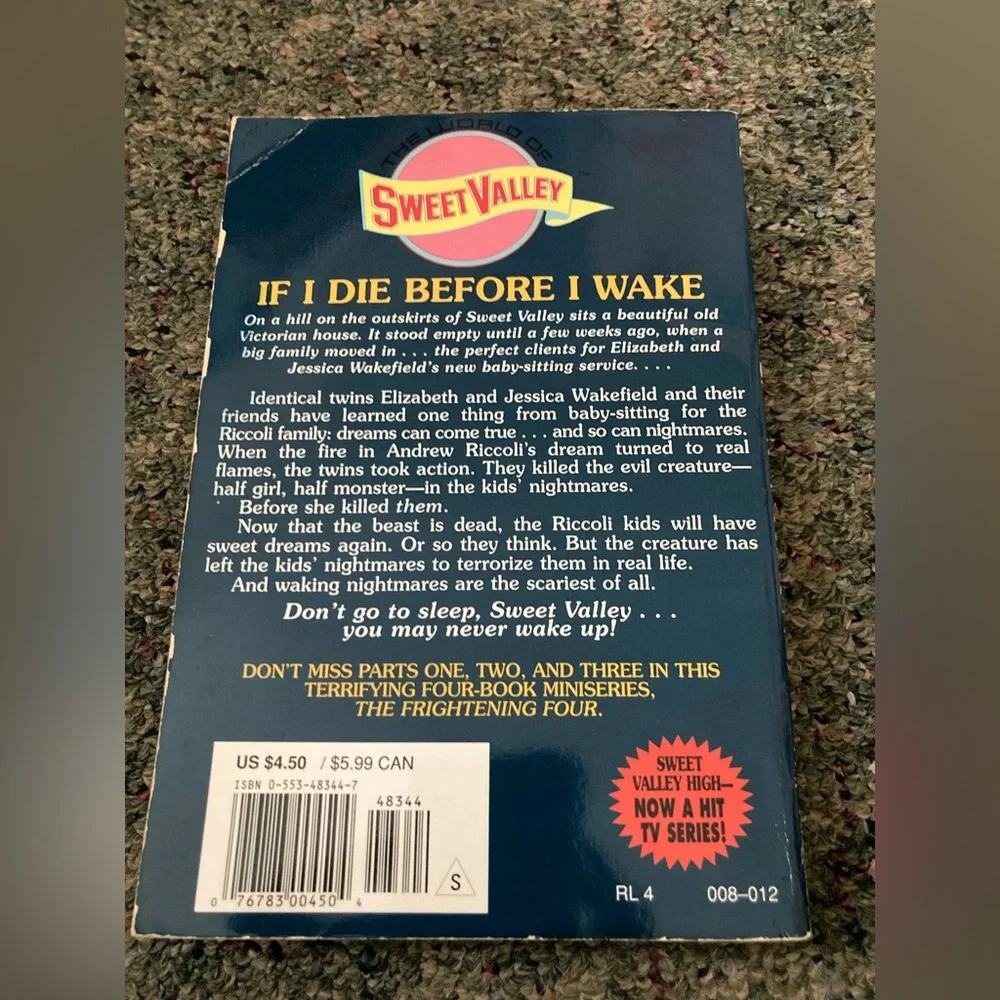 THE WORLD OF
SWEET VALLEY™
IF I DIE BEFORE I WAKE
On a hill on the outskirts of Sweet Valley sits a beautiful old
Victorian house. It stood empty until a few weeks ago, when a
big family moved in . . . the perfect clients for Elizabeth and
Jessica Wakefield's new baby-sitting service. . . .
Identical twins Elizabeth and Jessica Wakefield and their
friends have learned one thing from baby-sitting for the
Riccoli family: dreams can come true . . . and so can nightmares.
When the fire in Andrew Riccoli's dream turned to real
flames, the twins took action. They killed the evil creature—
half girl, half monster—in the kids' nightmares.
Before she killed them.
Now that the beast is dead, the Riccoli kids will have
sweet dreams again. Or so they think. But the creature has
left the kids' nightmares to terrorize them in real life.
And waking nightmares are the scariest of all.
Don't go to sleep, Sweet Valley . . .
you may never wake up!
DON'T MISS PARTS ONE, TWO, AND THREE IN THIS
TERRIFYING FOUR-BOOK MINISERIES,
THE FRIGHTENING FOUR.
US $4.50 / $5.99 CAN
ISBN 0-553-48344-7
48344
S
0 76783 00450 4
SWEET
VALLEY HIGH—
NOW A HIT
TV SERIES!
RL 4 008–012